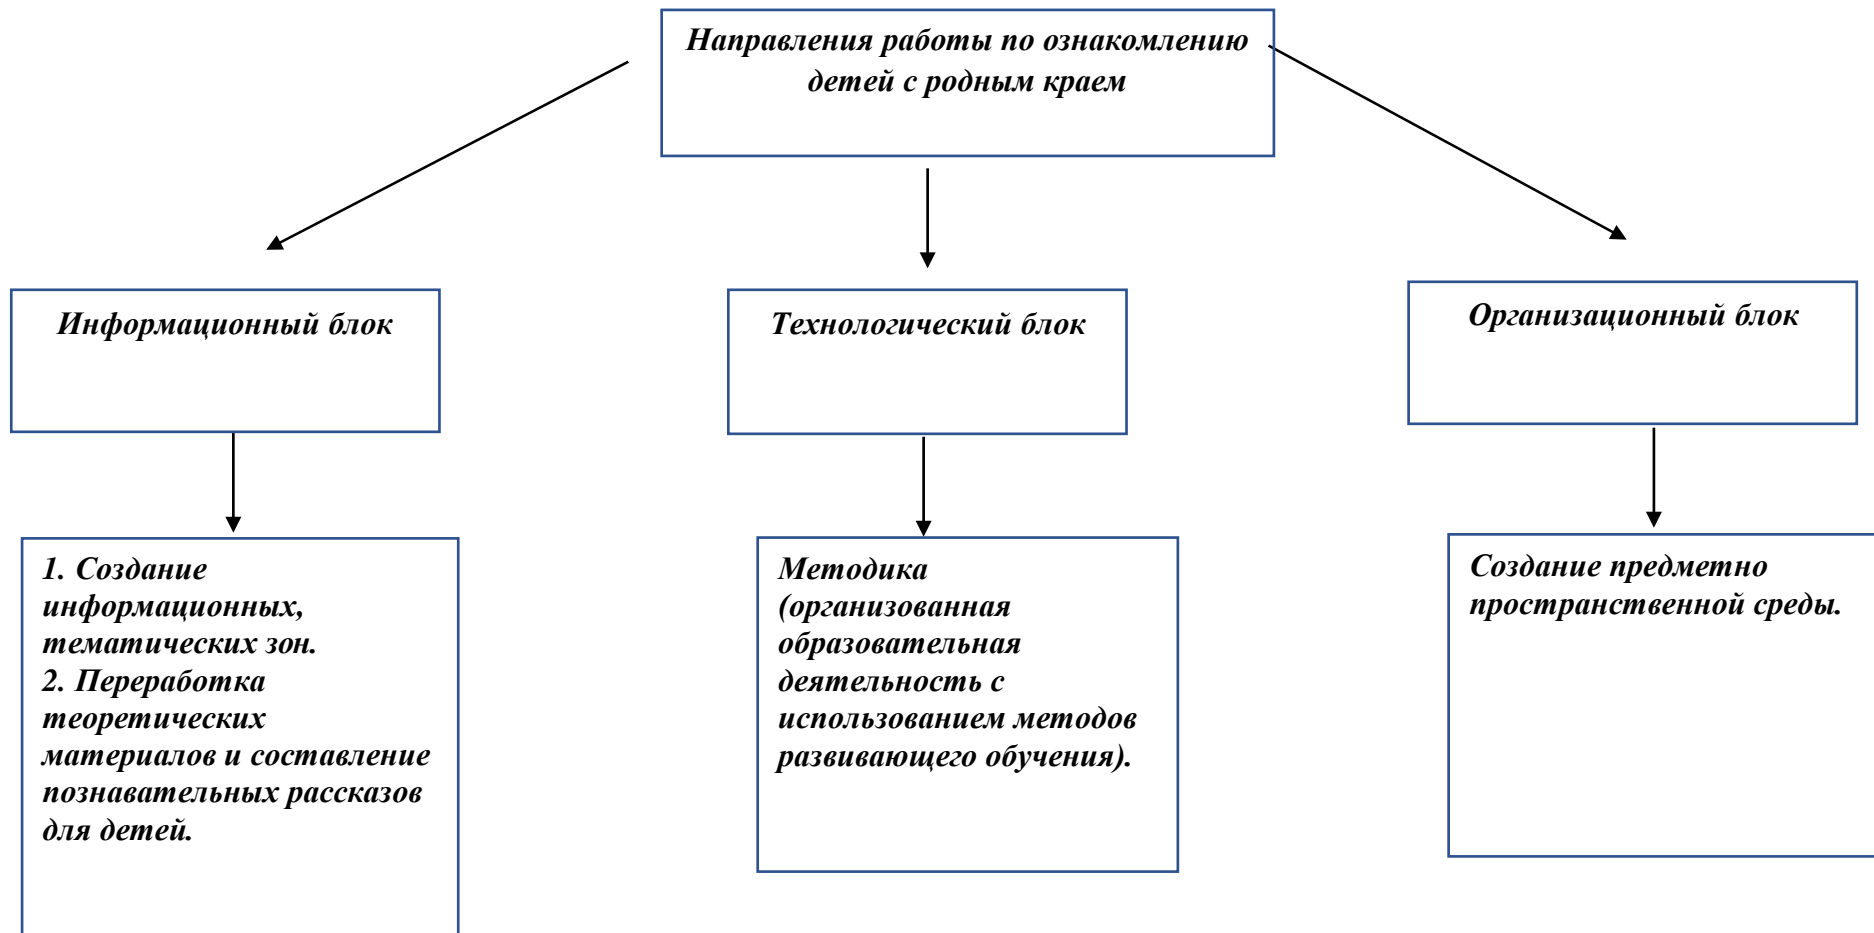 Направления работы по ознакомлению
детей с родным краем
Информационный блок
Технологический блок
Организационный блок
1. Создание
информационных,
тематических зон.
2. Переработка
теоретических
материалов и составление
познавательных рассказов
для детей.
Методика
(организованная
образовательная
деятельность с
использованием методов
развивающего обучения).
Создание предметно
пространственной среды.